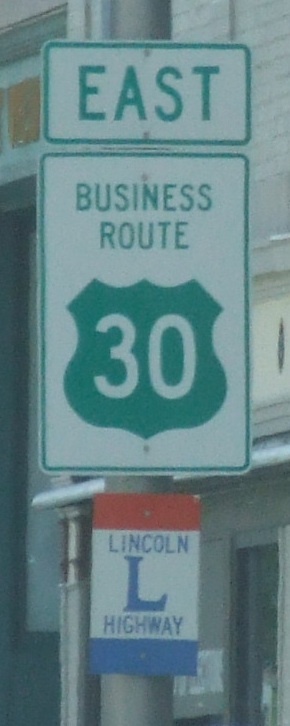 EAST
BUSINESS
ROUTE
30
LINCOLN
L
HIGHWAY